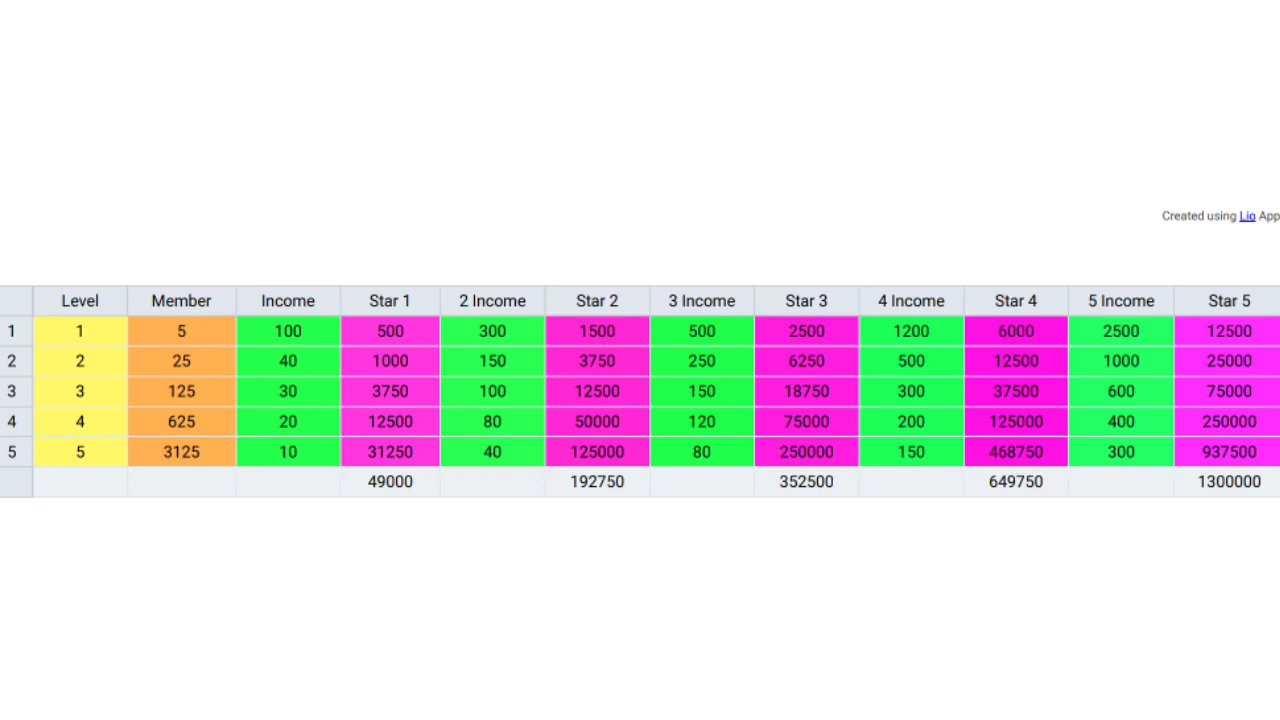 Created using Lio App
Level Member Income Star 1 2 Income Star 2 3 Income Star 3 4 Income Star 4 5 Income Star 5
1 1 5 100 500 300 1500 500 2500 1200 6000 2500 12500
2 2 25 40 1000 150 3750 250 6250 500 12500 1000 25000
3 3 125 30 3750 100 12500 150 18750 300 37500 600 75000
4 4 625 20 12500 80 50000 120 75000 200 125000 400 250000
5 5 3125 10 31250 40 125000 80 250000 150 468750 300 937500
49000 192750 352500 649750 1300000